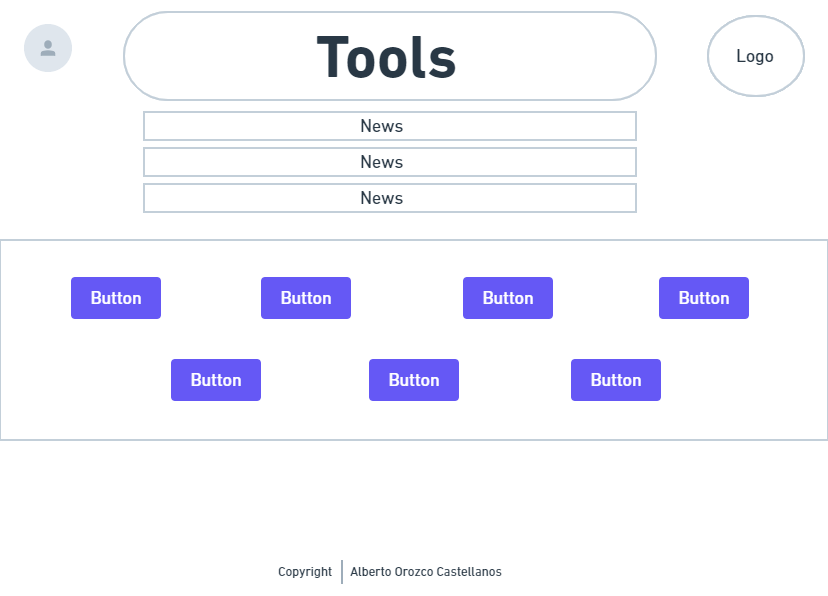 Tools
Logo
News
News
News
Button Button Button Button
Button Button Button
Copyright Alberto Orozco Castellanos